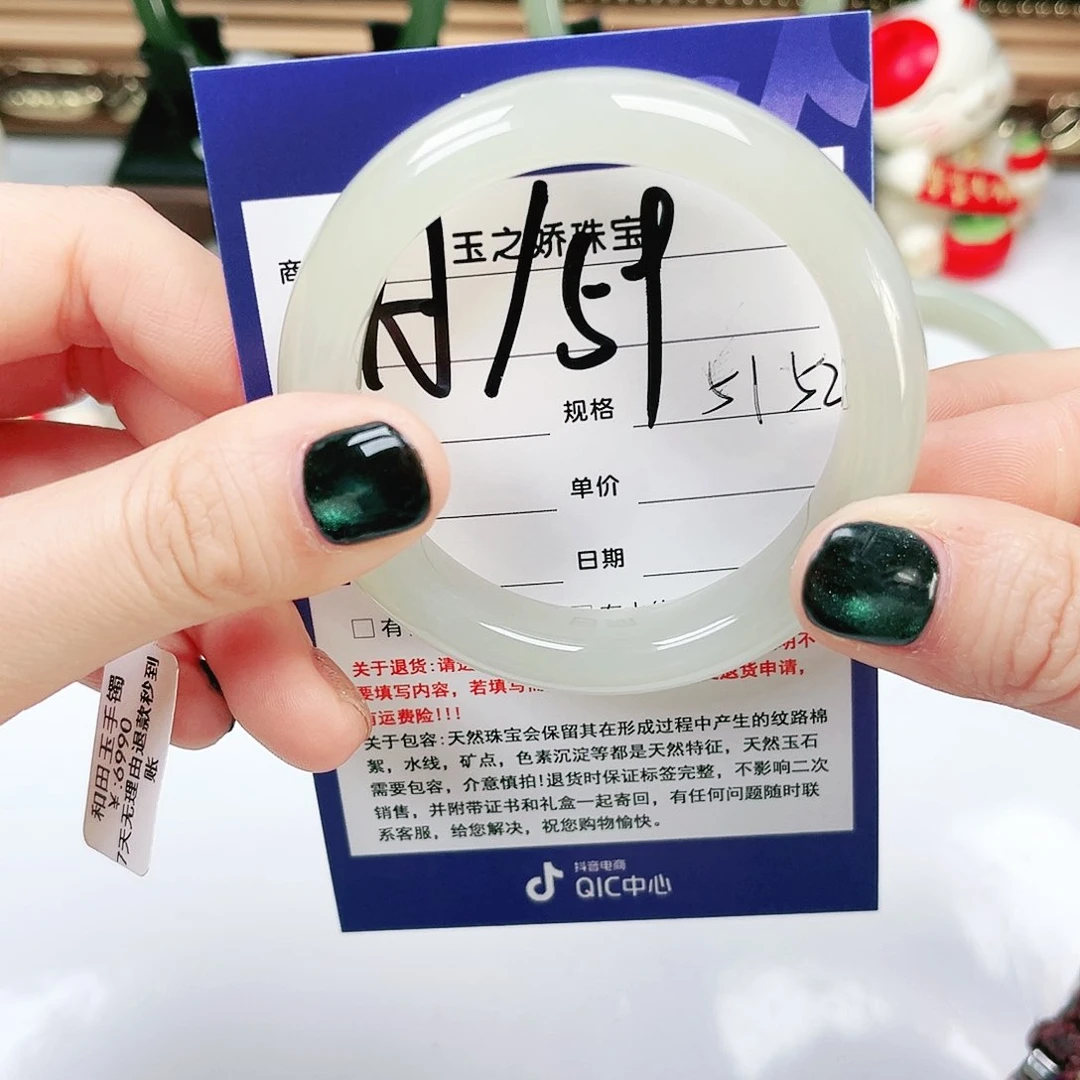 商
玉之娇珠宝
A/59
规格 51 52
单价
日期
□有
关于退货:请
退货申请,
要填写内容，若填写
有运费险!!!
关于包容:天然珠宝会保留其在形成过程中产生的纹路棉
絮，水线，矿点，色素沉淀等都是天然特征，天然玉石
需要包容，介意慎拍!退货时保证标签完整，不影响二次
销售，并附带证书和礼盒一起寄回，有任何问题随时联
系客服，给您解决，祝您购物愉快。
抖音电商
QIC中心
和田玉手镯
7天无理由退款秒到
账